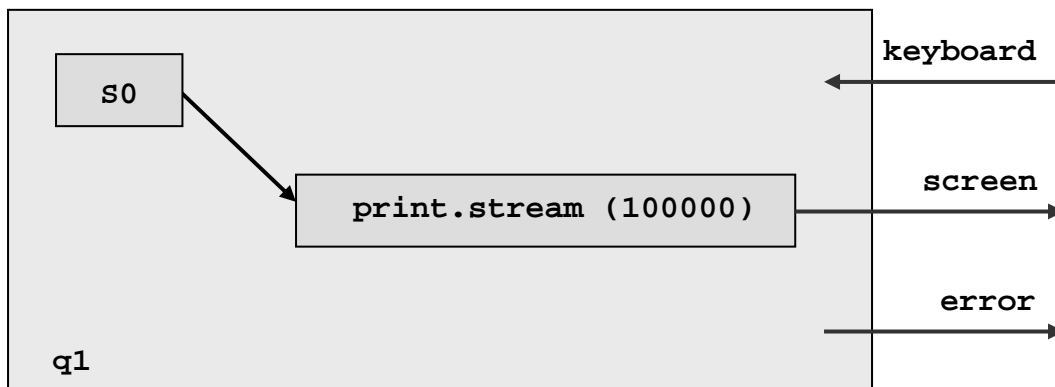 keyboard
S0
screen
print.stream (100000)
error
q1